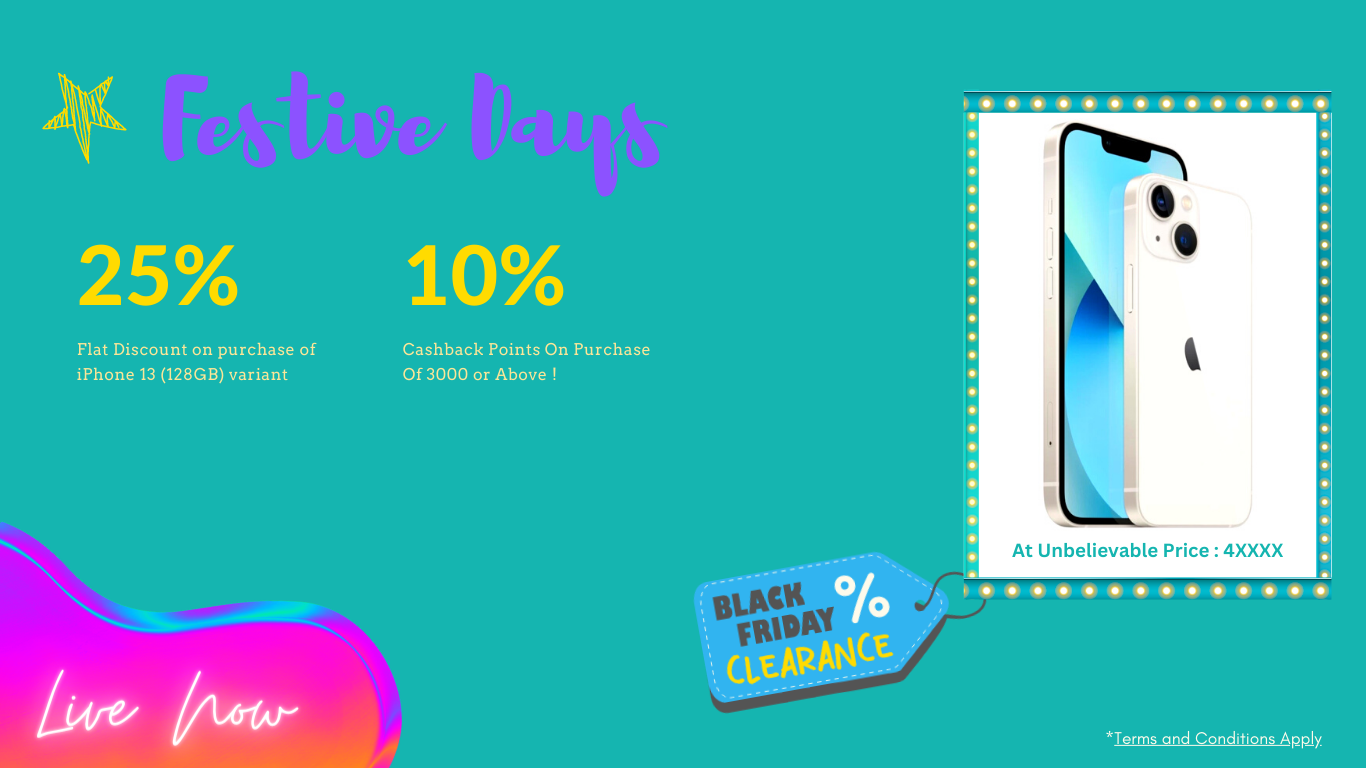 Festive Days
25%
Flat Discount on purchase of
iPhone 13 (128GB) variant
10%
Cashback Points On Purchase
Of 3000 or Above !
At Unbelievable Price : 4XXXX
BLACK
FRIDAY
%
CLEARANCE
Live Now
*Terms and Conditions Apply